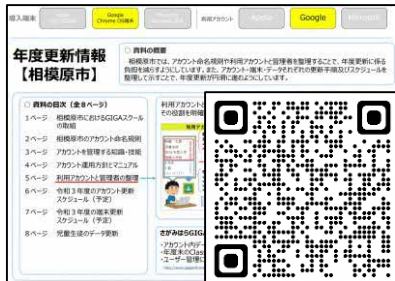 導入端末
Google
Chrome OS端末
利用アカウント
Google
Microsoft
年度更新情報
【相模原市】
○ 資料の概要
相模原市では、アカウント命名規則や利用アカウントと管理者を整理することで、年度更新に係る
負担を減らすようにしています。また、アカウント・端末・データそれぞれの更新手順及びスケジュールを
整理して示すことで、年度更新が円滑に進むようにしています。
○ 資料の目次(全8ページ)
1ページ 相模原市におけるGIGAスクール
の取組
2ページ 相模原市のアカウント命名規則
3ページ アカウントを管理する知識・技能
4ページ アカウント運用方針とマニュアル
5ページ 利用アカウントと管理者の整理
6ページ 令和3年度のアカウント更新
スケジュール(予定)
7ページ 令和3年度の端末更新
スケジュール(予定)
8ページ 児童生徒のデータ更新
利用アカウントと
その役割を明確
さがみはらGIGA
・アカウント内デー
・年度末のClass
・ユーザー管理に